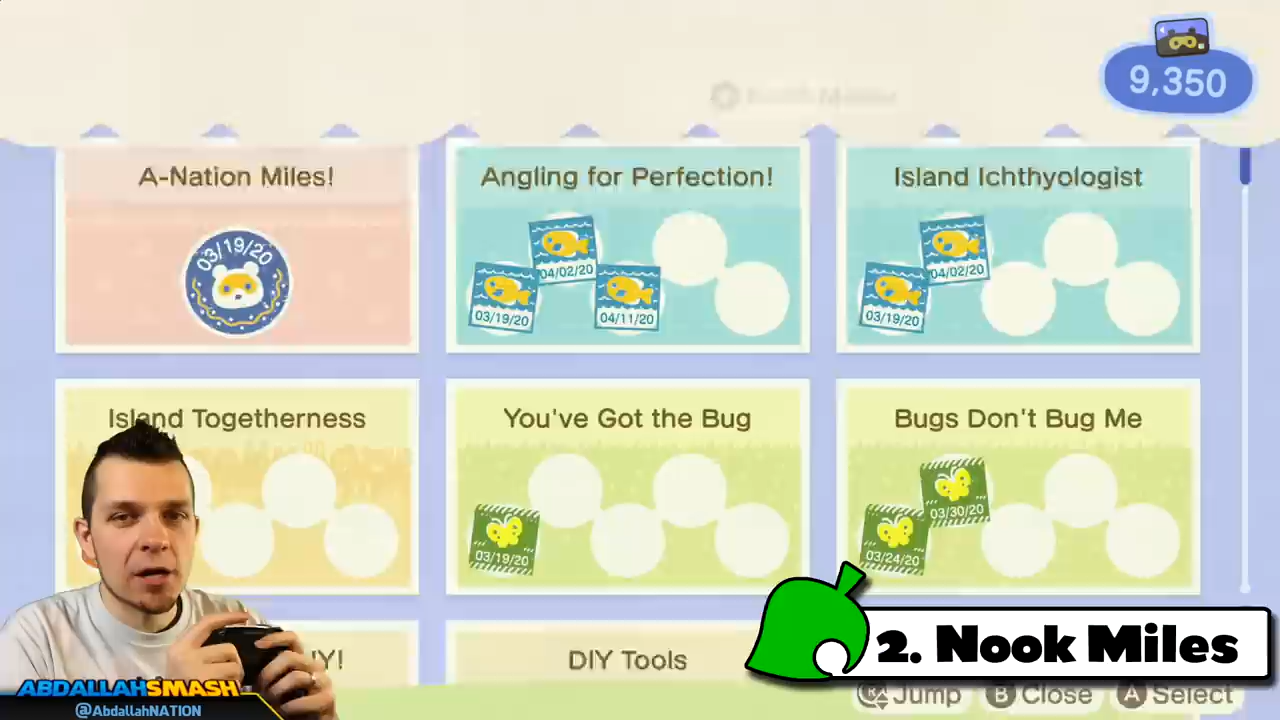 9,350
A-Nation Miles!
Angling for Perfection!
Island Ichthyologist
03/19/20
03/19/20
04/02/20
04/11/20
03/19/20
04/02/20
Island Togetherness
You've Got the Bug
Bugs Don't Bug Me
03/19/20
03/24/20
03/30/20
2. Nook Miles
IY!
DIY Tools
Jump
B Close
A Select
ABDALLAHSMASH
@AbdallahNATION